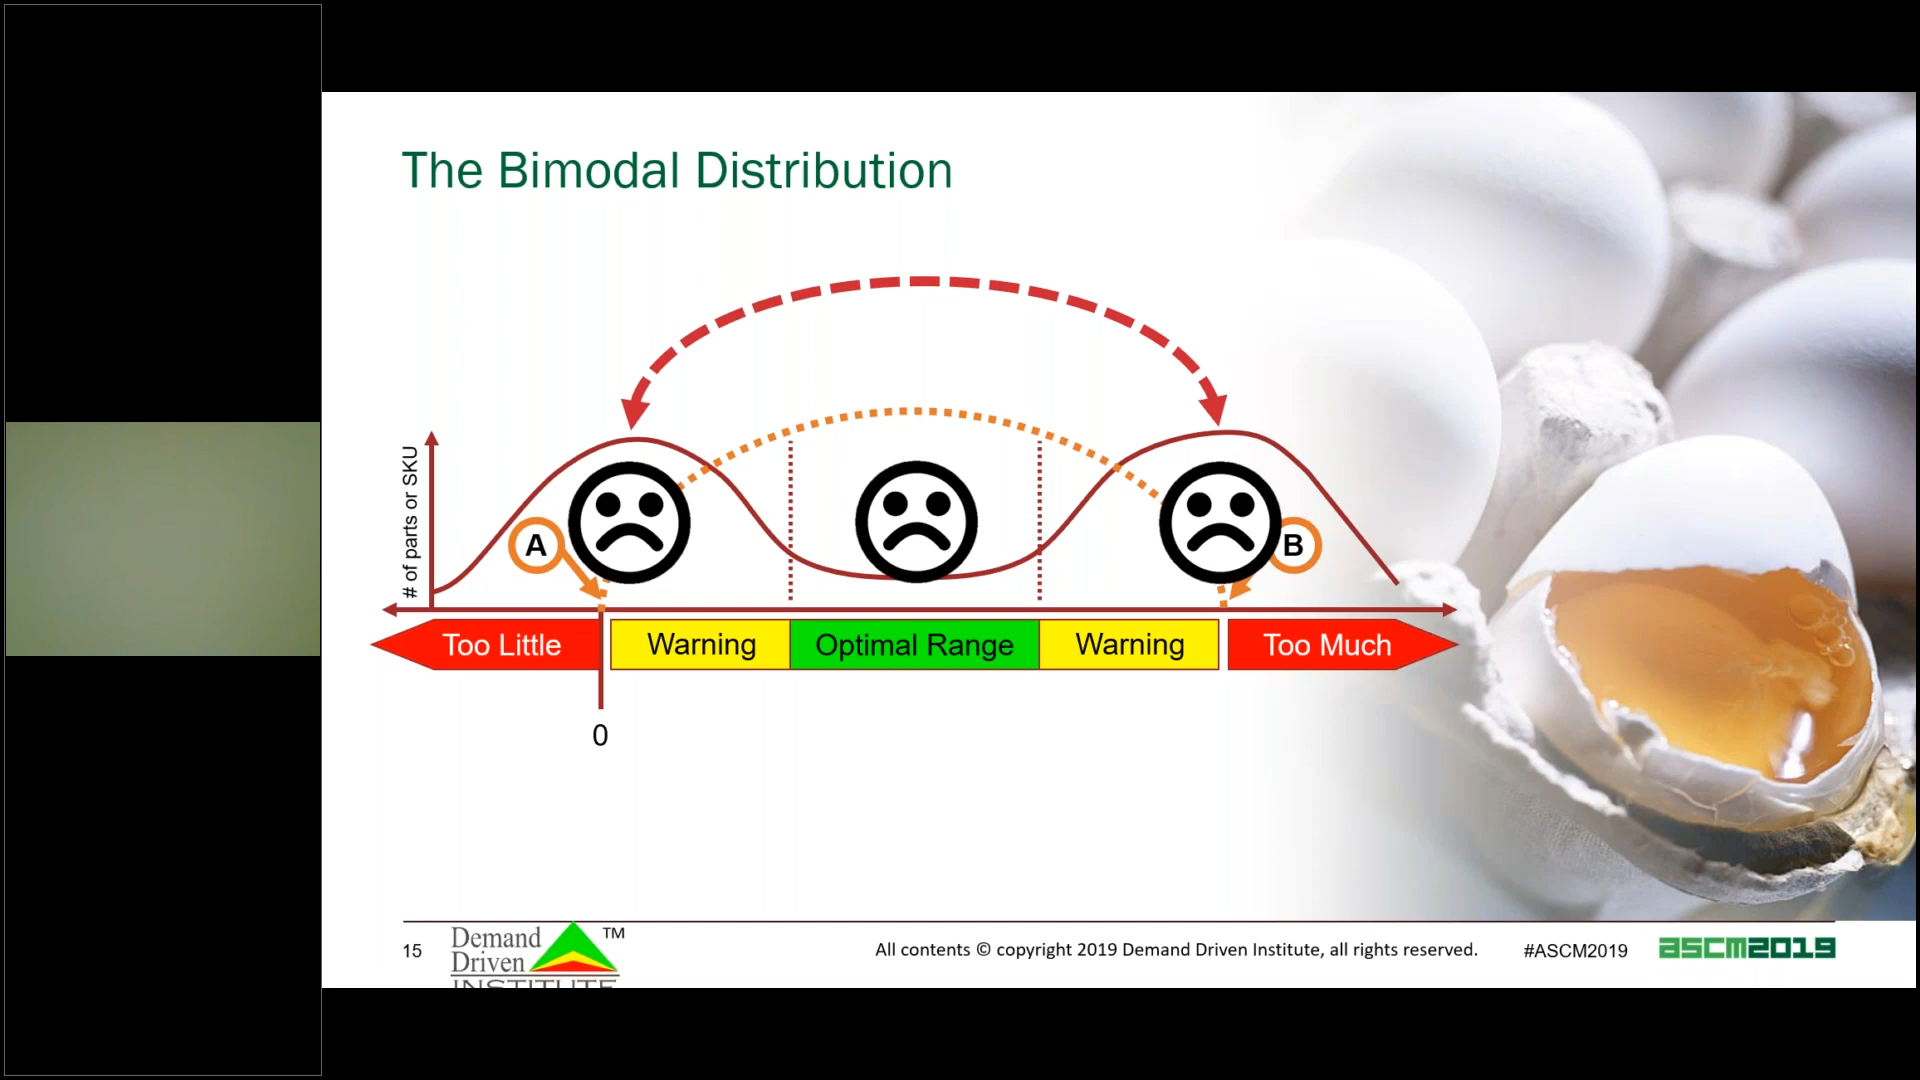 The Bimodal Distribution
# of parts or SKU
A
B
Too Little
Warning
Optimal Range
Warning
Too Much
0
15
Demand
Driven
INSTITUTE
TM
All contents © copyright 2019 Demand Driven Institute, all rights reserved.
#ASCM2019
ascm2019